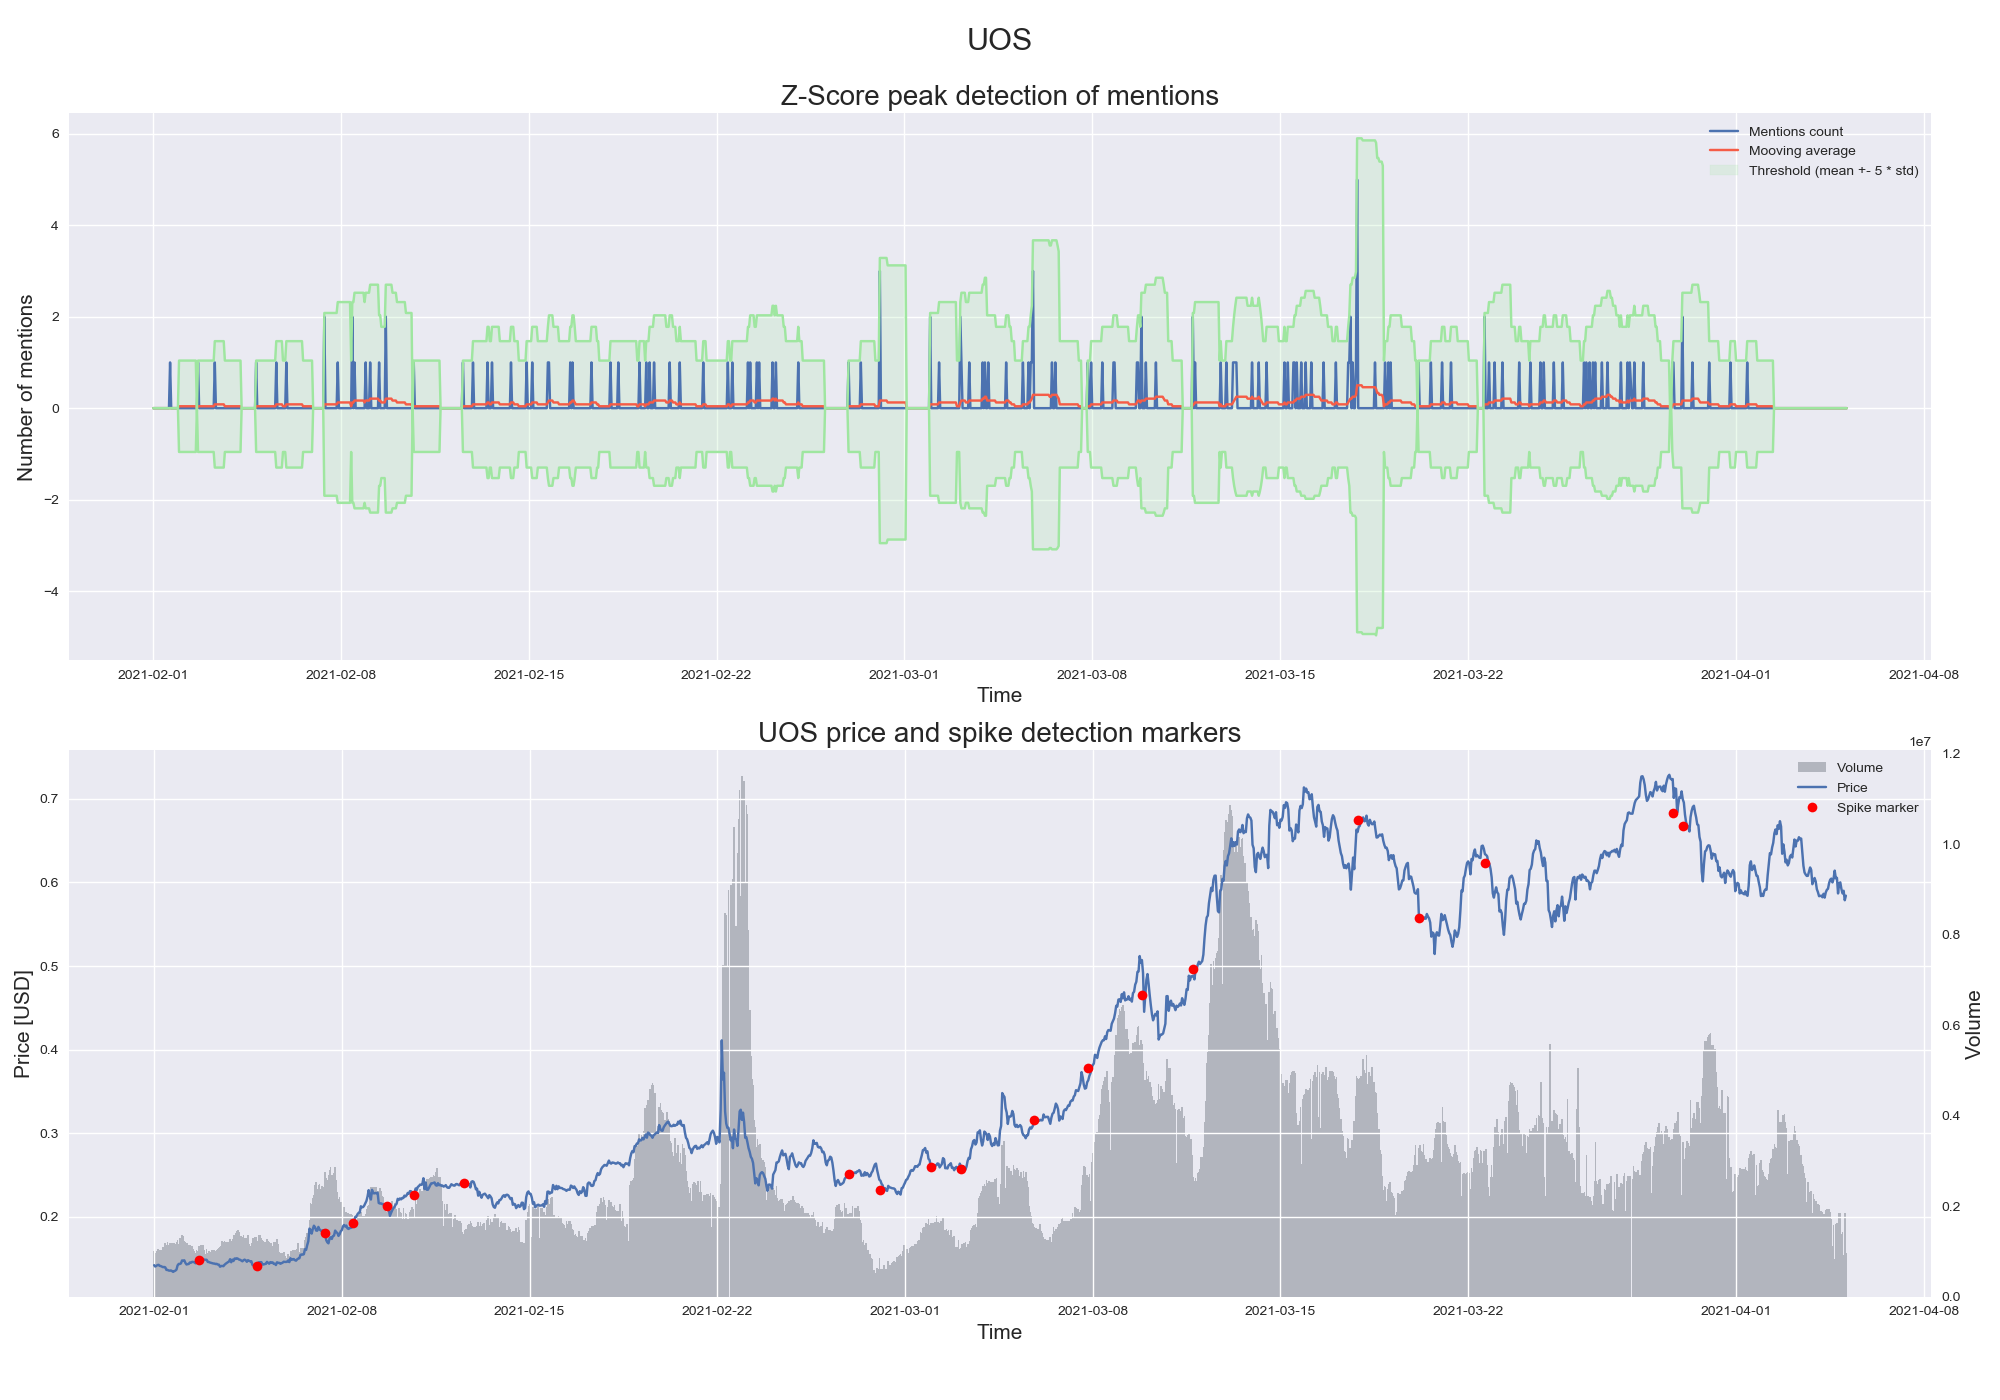 UOS
Z-Score peak detection of mentions
6
4
2
0
−2
−4
Number of mentions
Mentions count
Mooving average
Threshold (mean +- 5 * std)
2021-02-01 2021-02-08 2021-02-15 2021-02-22 2021-03-01 2021-03-08 2021-03-15 2021-03-22 2021-04-01 2021-04-08
Time
UOS price and spike detection markers
0.7
0.6
0.5
0.4
0.3
0.2
Price [USD]
Volume
Price
Spike marker
1e7
1.2
1.0
0.8
0.6
0.4
0.2
0.0
Volume
2021-02-01 2021-02-08 2021-02-15 2021-02-22 2021-03-01 2021-03-08 2021-03-15 2021-03-22 2021-04-01 2021-04-08
Time